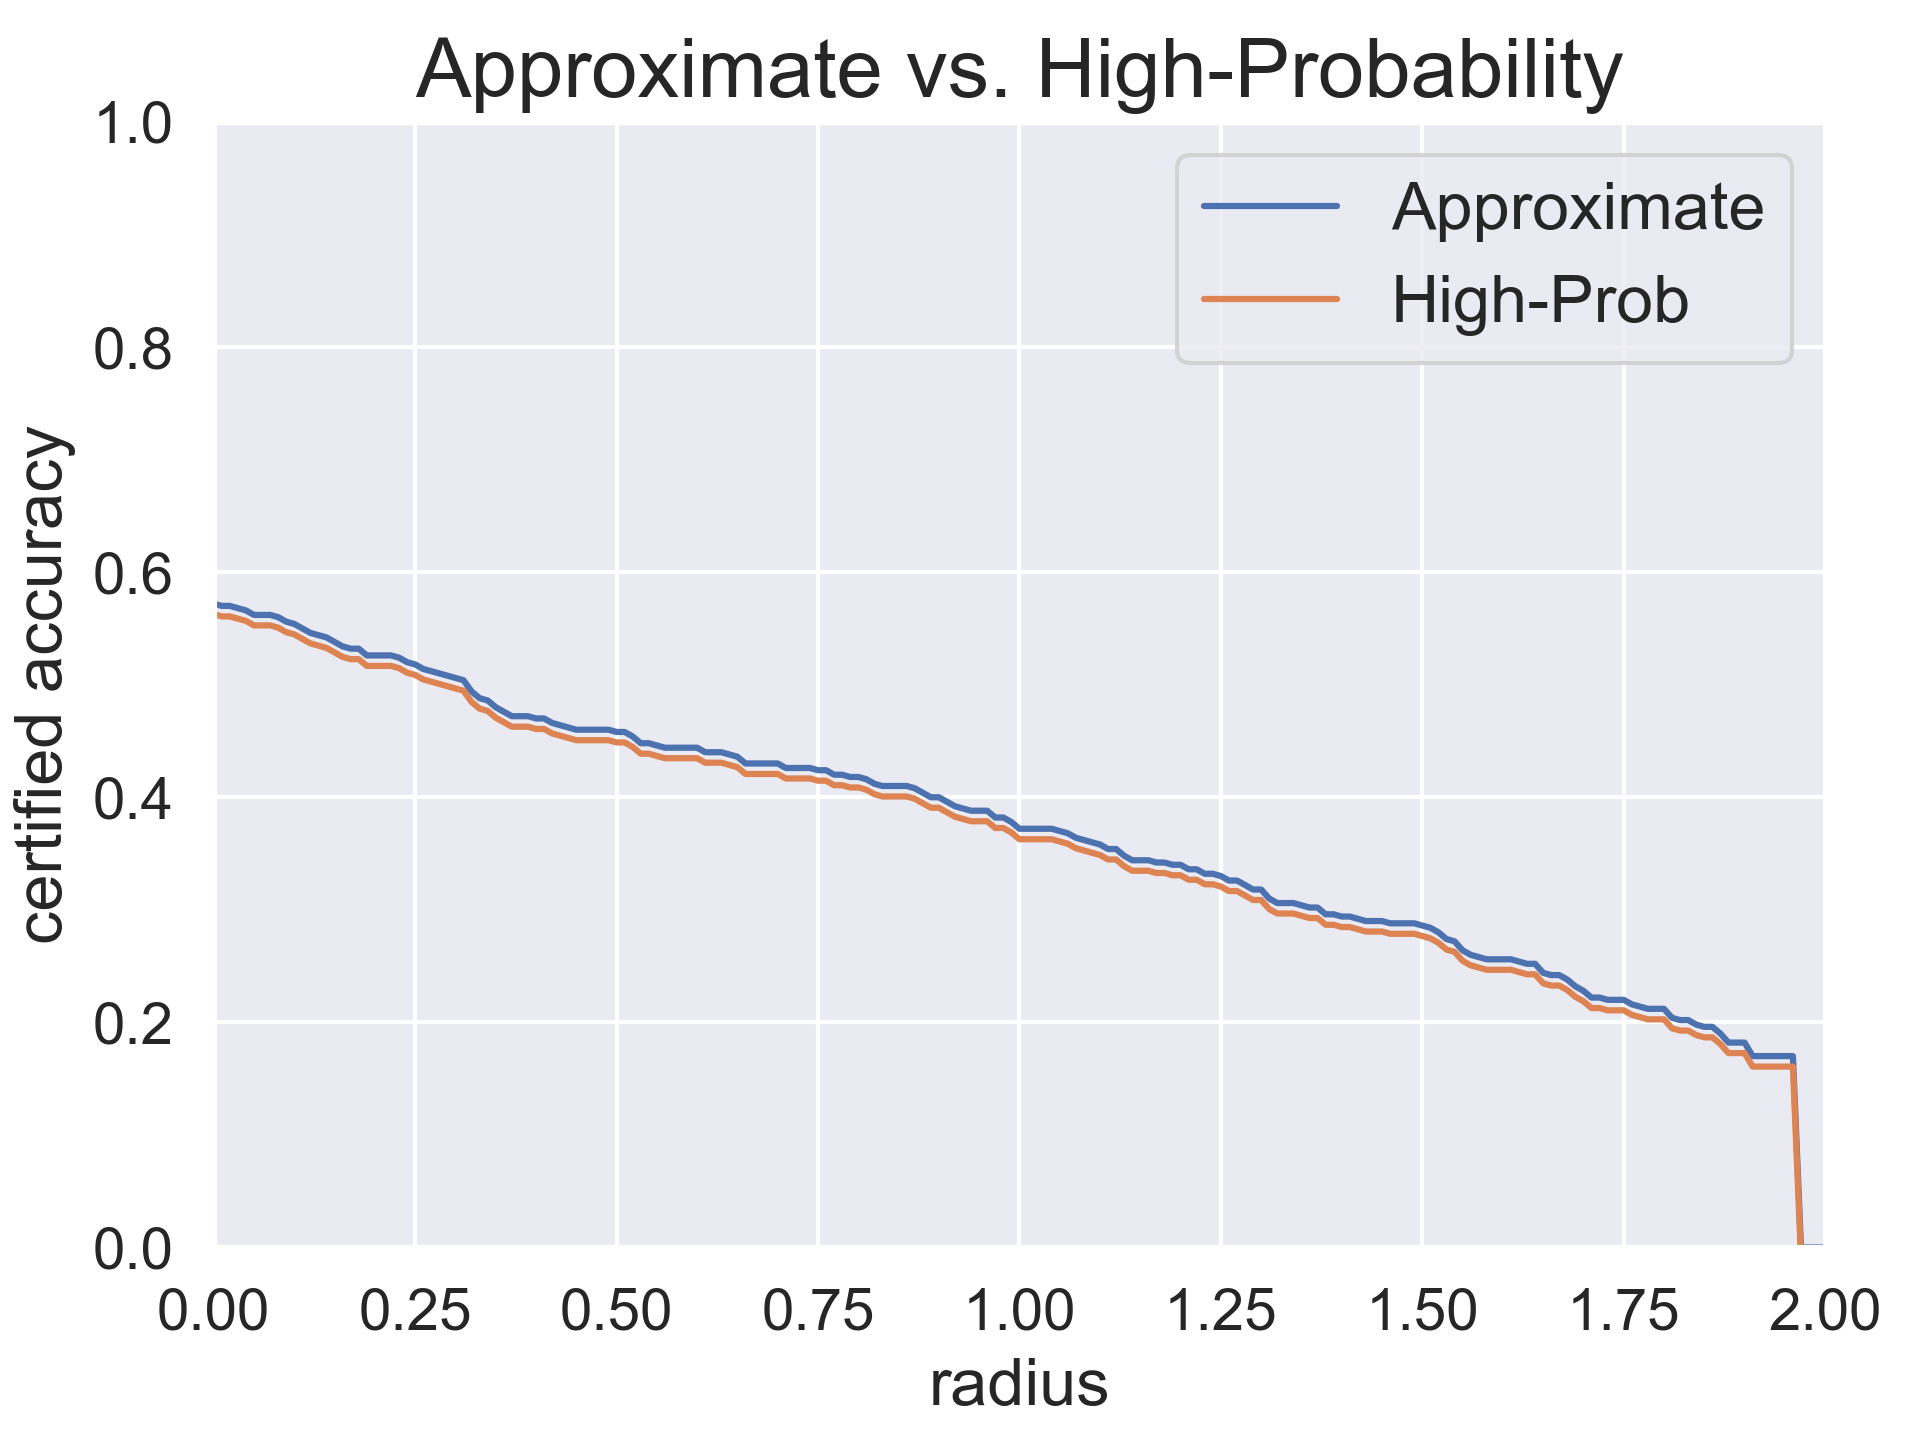 Approximate vs. High-Probability
1.0
0.8
0.6
0.4
0.2
0.0
certified accuracy
Approximate
High-Prob
0.00 0.25 0.50 0.75 1.00 1.25 1.50 1.75 2.00
radius